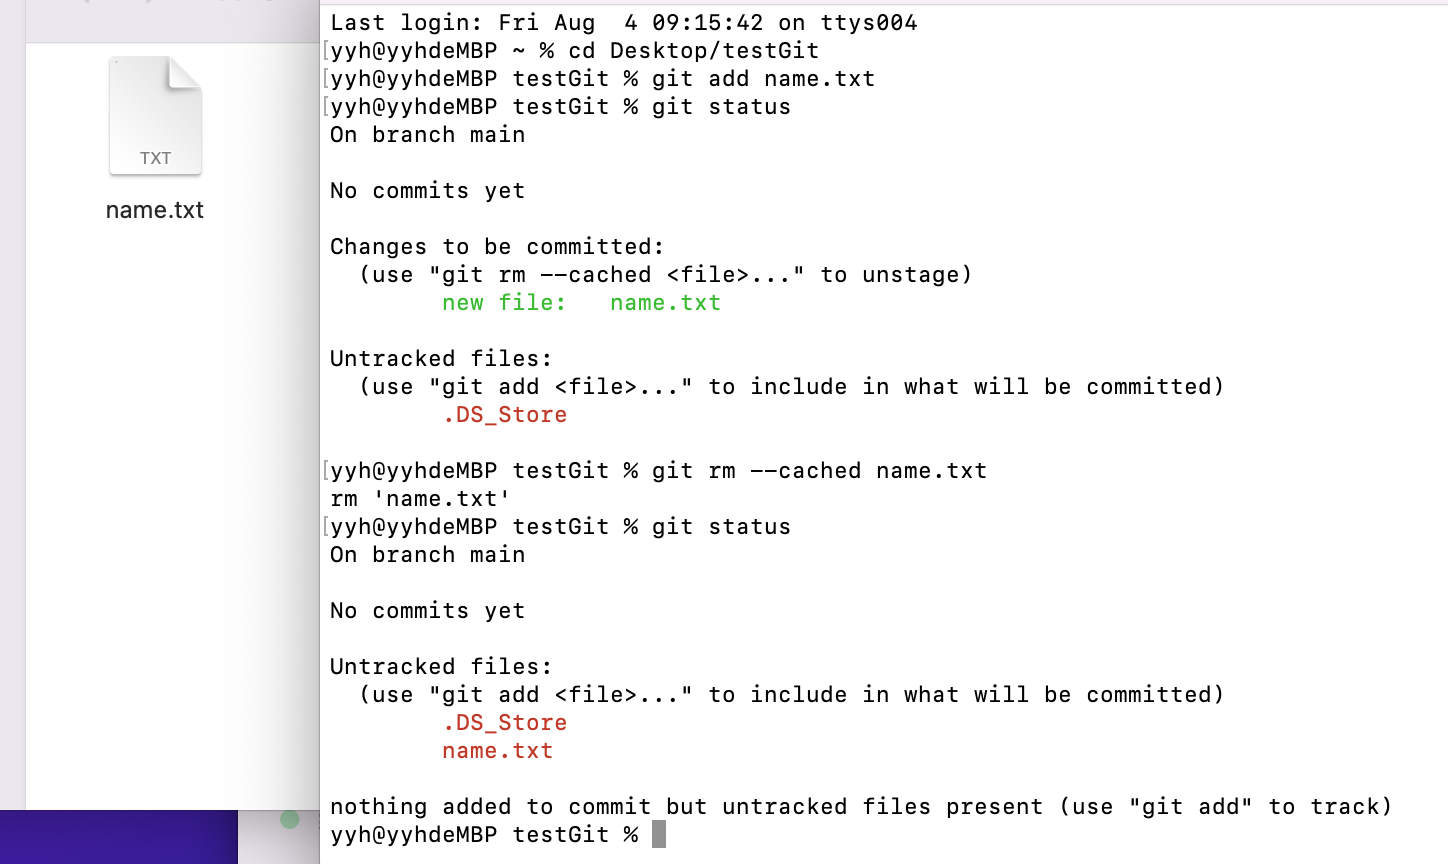 TXT
name.txt
Last login: Fri Aug  4 09:15:42 on ttys004
[yyh@yyhdeMBP ~ % cd Desktop/testGit
[yyh@yyhdeMBP testGit % git add name.txt
[yyh@yyhdeMBP testGit % git status
On branch main
No commits yet
Changes to be committed:
  (use "git rm --cached <file>..." to unstage)
        new file:   name.txt
Untracked files:
  (use "git add <file>..." to include in what will be committed)
        .DS_Store
[yyh@yyhdeMBP testGit % git rm --cached name.txt
rm 'name.txt'
[yyh@yyhdeMBP testGit % git status
On branch main
No commits yet
Untracked files:
  (use "git add <file>..." to include in what will be committed)
        .DS_Store
        name.txt
nothing added to commit but untracked files present (use "git add" to track)
yyh@yyhdeMBP testGit %